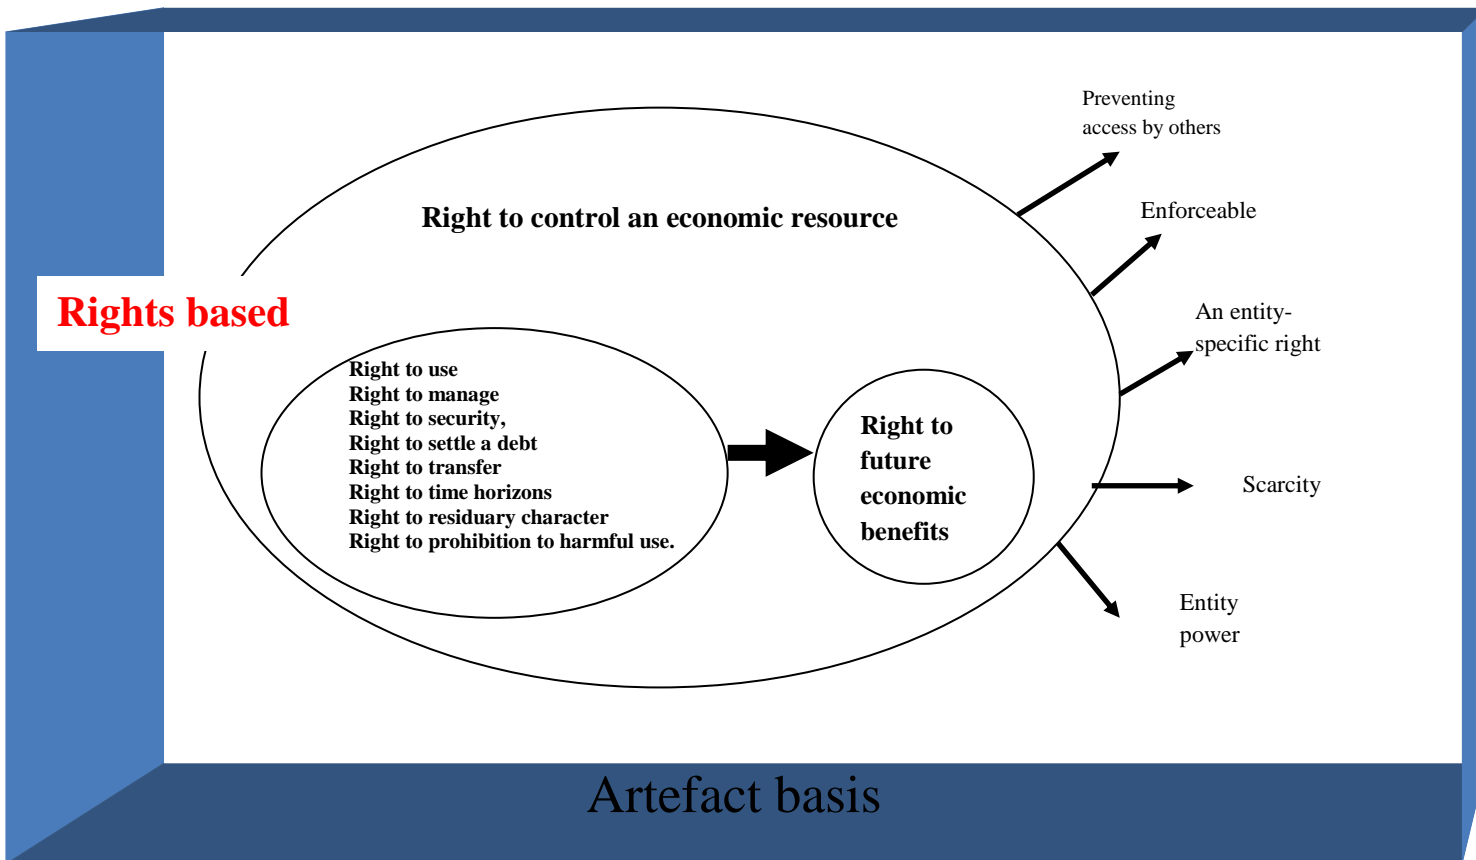 Preventing
access by others
Right to control an economic resource
Enforceable
Rights based
An entity-
specific right
Right to use
Right to manage
Right to security,
Right to settle a debt
Right to transfer
Right to time horizons
Right to residuary character
Right to prohibition to harmful use.
Right to
future
economic
benefits
Scarcity
Entity
power
Artefact basis